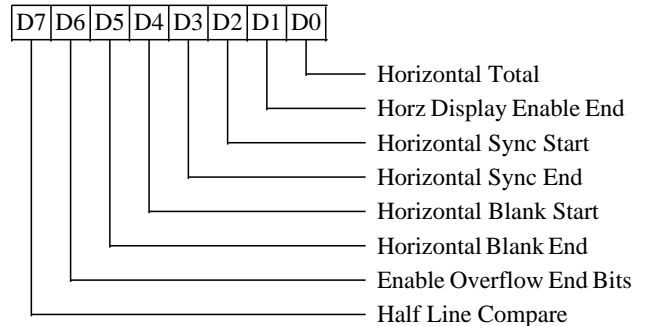 D7 D6 D5 D4 D3 D2 D1 D0
Horizontal Total
Horz Display Enable End
Horizontal Sync Start
Horizontal Sync End
Horizontal Blank Start
Horizontal Blank End
Enable Overflow End Bits
Half Line Compare